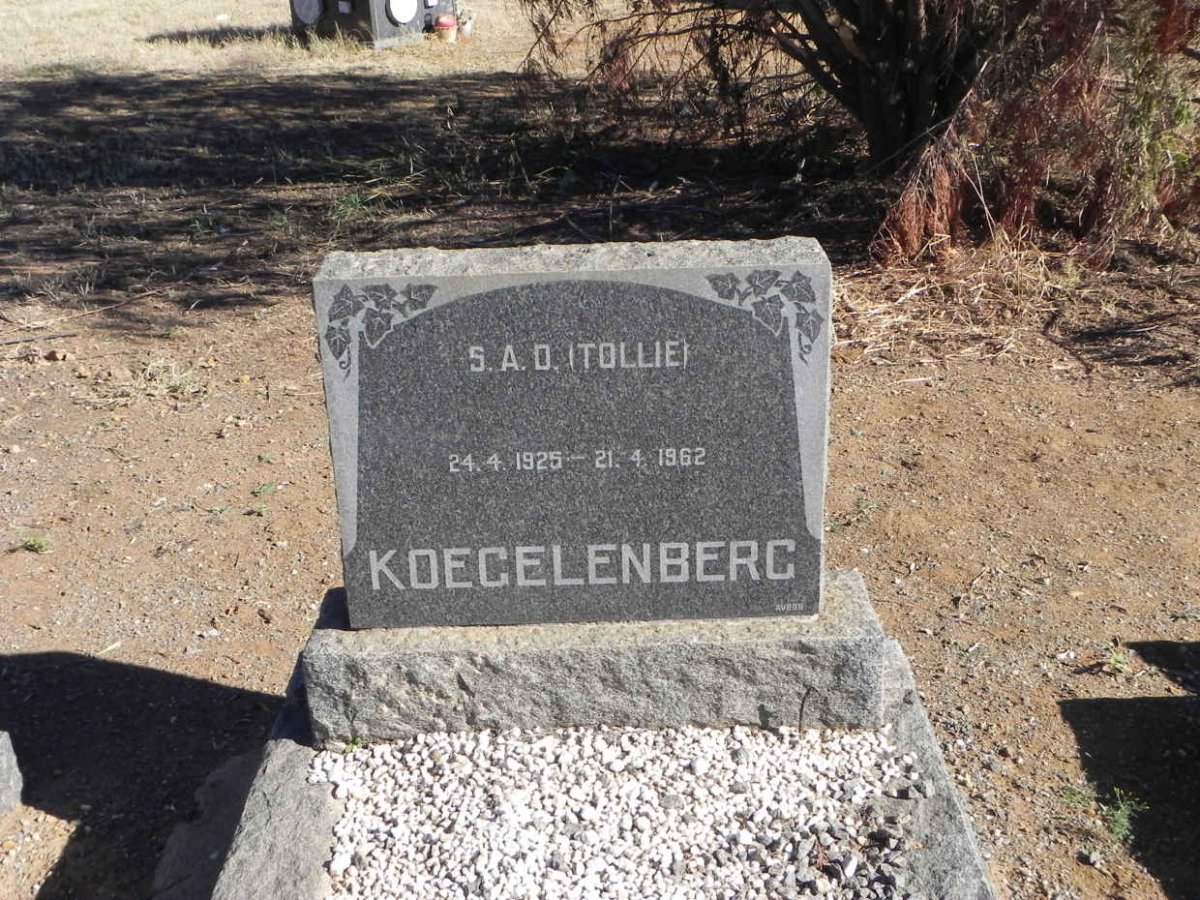 S.A.D. (TOLLIE)
24.4.1925 — 21.4.1962
KOEGELENBERG